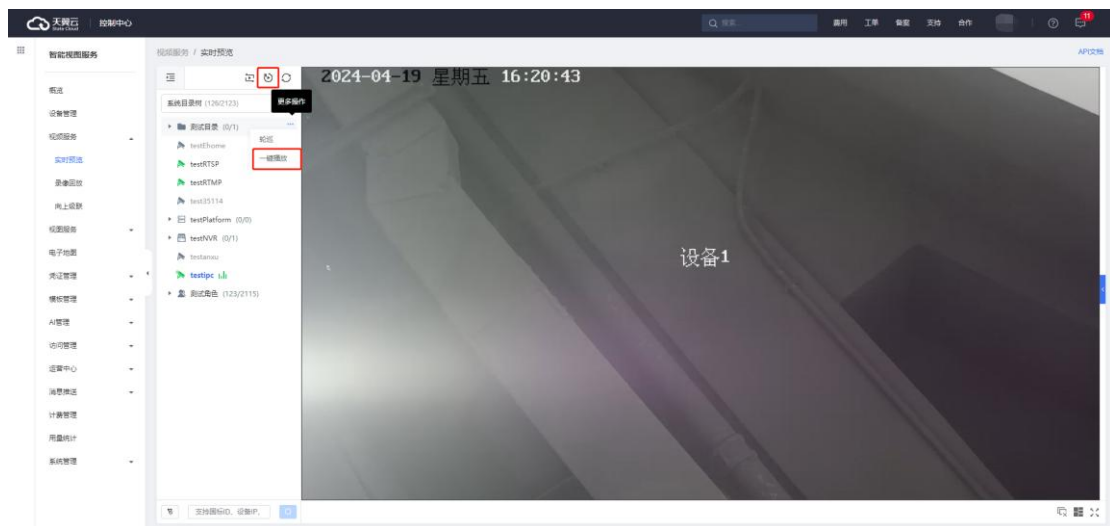 天翼云 控制中心
搜索... 费用 工单 备案 支持 合作 11
智能视图服务
视频服务 / 实时预览
API文档
概览
设备管理
视频服务
实时预览
录像回放
向上级联
视图服务
电子地图
凭证管理
模板管理
AI管理
访问管理
运营中心
消息推送
计费管理
用量统计
系统管理
更多操作
系统目录树 (126/2123)
测试目录 (0/1)
轮巡
一键播放
testEhome
testRTSP
testRTMP
test35114
testPlatform (0/0)
testNVR (0/1)
testipc
测试角色 (123/2115)
支持国标ID、设备IP、
2024-04-19 星期五 16:20:43
设备1